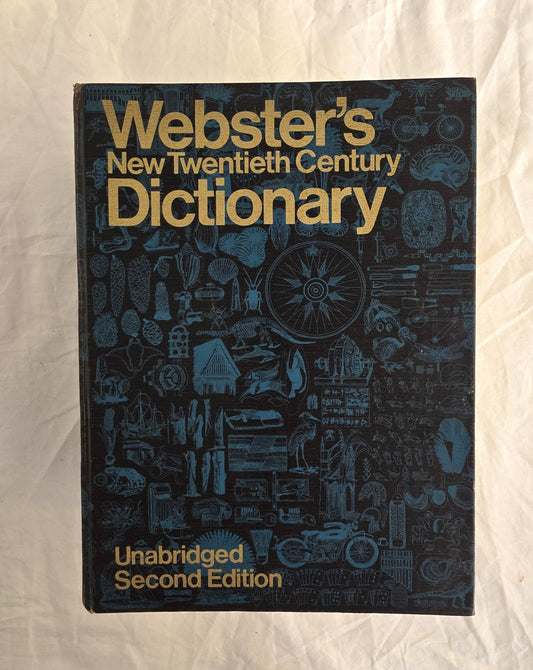 Webster's
New Twentieth Century
Dictionary
Unabridged
Second Edition